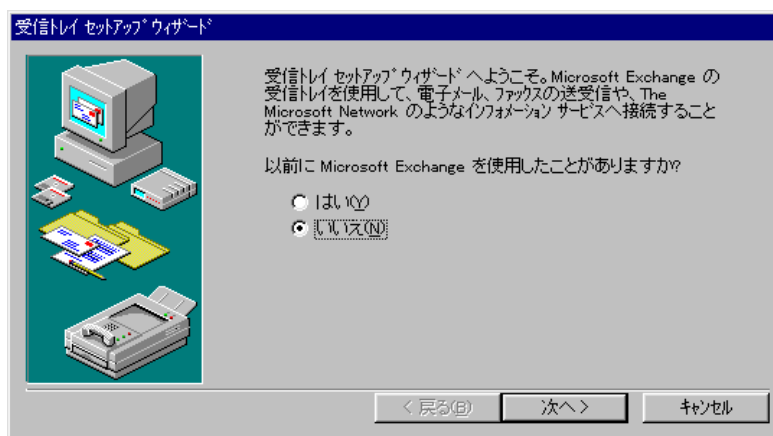 受信ﾄﾚｲ ｾｯﾄｱｯﾌﾟ ｳｨｻﾞｰﾄﾞ
受信ﾄﾚｲ ｾｯﾄｱｯﾌﾟ ｳｨｻﾞｰﾄﾞ へようこそ。Microsoft Exchange の
受信ﾄﾚｲを使用して、電子ﾒｰﾙ、ﾌｧｯｸｽの送受信や、The
Microsoft Network のようなｲﾝﾌｫﾒｰｼｮﾝ ｻｰﾋﾞｽへ接続すること
ができます。
以前に Microsoft Exchange を使用したことがありますか?
はい(Y)
いいえ(N)
< 戻る(B)
次へ >
ｷｬﾝｾﾙ